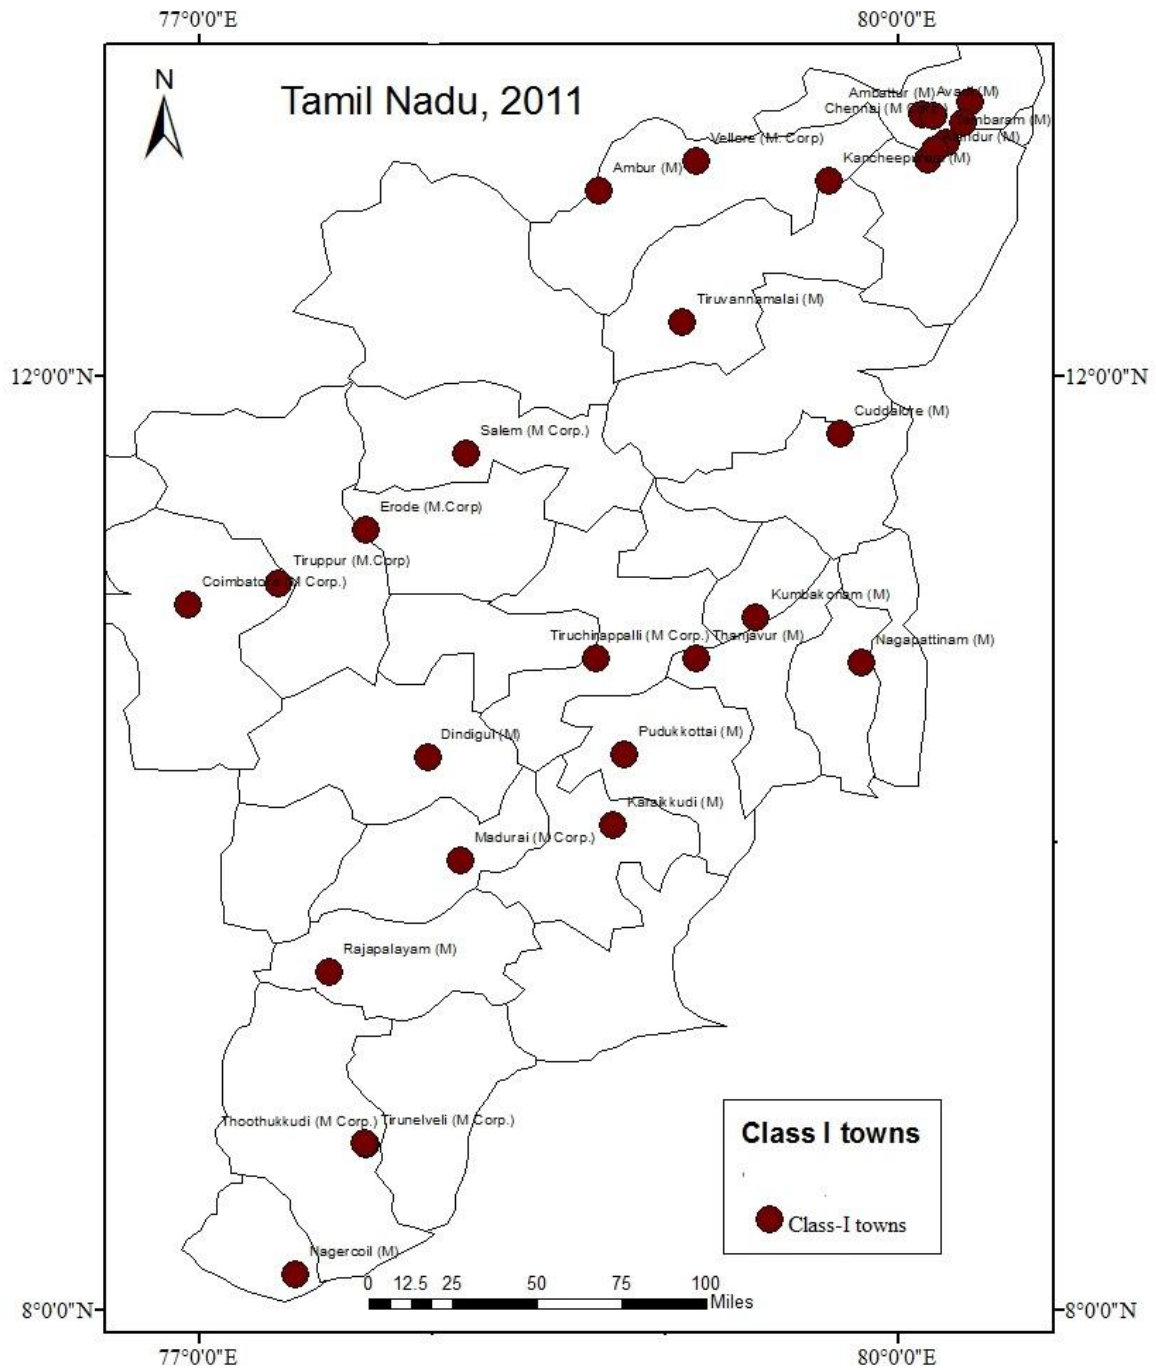 77°0'0"E
80°0'0"E
N
Tamil Nadu, 2011
Ambattur (M)
Avadi (M)
Chennai (M Corp.)
Tambaram (M)
Vellore (M. Corp)
Kancheepuram (M)
Ambur (M)
Tiruvannamalai (M)
12°0'0"N
12°0'0"N
Cuddalore (M)
Salem (M Corp.)
Erode (M.Corp)
Tiruppur (M.Corp)
Coimbatore (M Corp.)
Kumbakonam (M)
Tiruchirappalli (M Corp.)
Thanjavur (M)
Nagapattinam (M)
Dindigul (M)
Pudukkottai (M)
Karaikkudi (M)
Madurai (M Corp.)
Rajapalayam (M)
Thoothukkudi (M Corp.)
Tirunelveli (M Corp.)
Class I towns
Class-I towns
Nagercoil (M)
0 12.5 25 50 75 100
Miles
8°0'0"N
8°0'0"N
77°0'0"E
80°0'0"E